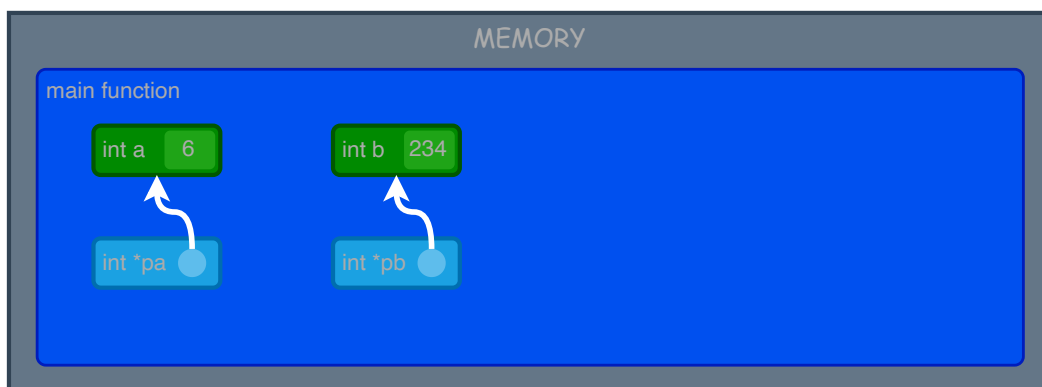 MEMORY
main function
int a 6
int b 234
int *pa
int *pb